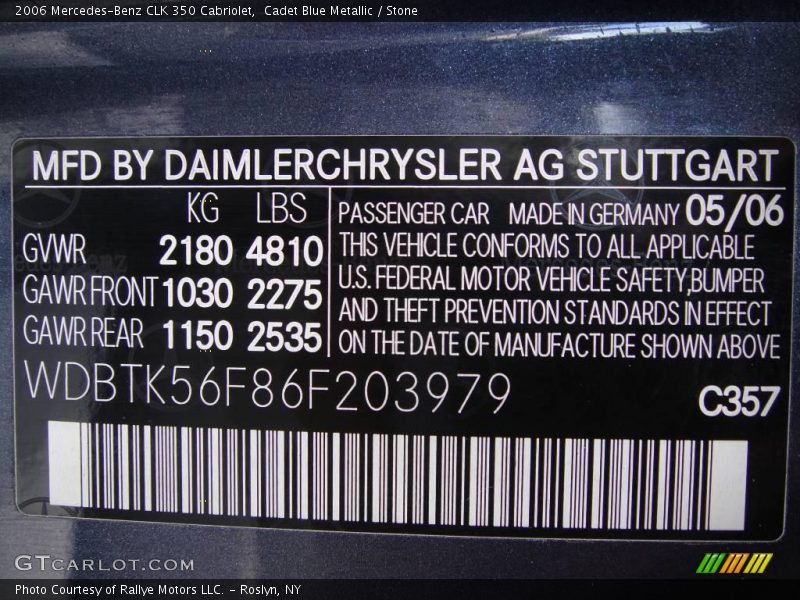 2006 Mercedes-Benz CLK 350 Cabriolet,  Cadet Blue Metallic / Stone
MFD BY DAIMLERCHRYSLER AG STUTTGART
KG LBS
GVWR 2180 4810
GAWR FRONT 1030 2275
GAWR REAR 1150 2535
PASSENGER CAR MADE IN GERMANY 05/06
THIS VEHICLE CONFORMS TO ALL APPLICABLE
U.S. FEDERAL MOTOR VEHICLE SAFETY, BUMPER
AND THEFT PREVENTION STANDARDS IN EFFECT
ON THE DATE OF MANUFACTURE SHOWN ABOVE
WDBTK56F86F203979
C357
GTCARLOT.COM
Photo Courtesy of Rallye Motors LLC. - Roslyn, NY